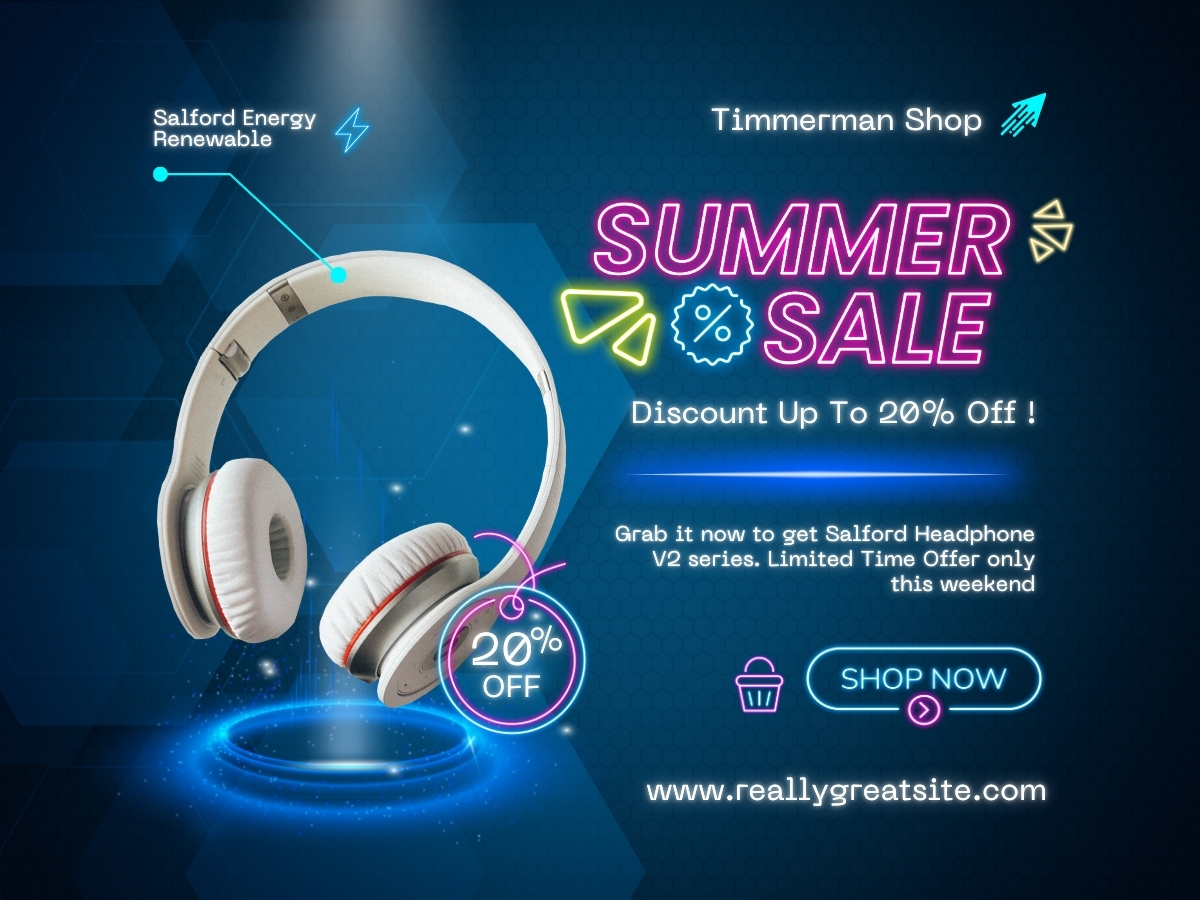 Salford Energy
Renewable
Timmerman Shop
SUMMER
% SALE
Discount Up To 20% Off !
Grab it now to get Salford Headphone
V2 series. Limited Time Offer only
this weekend
20%
OFF
SHOP NOW
www.reallygreatsite.com